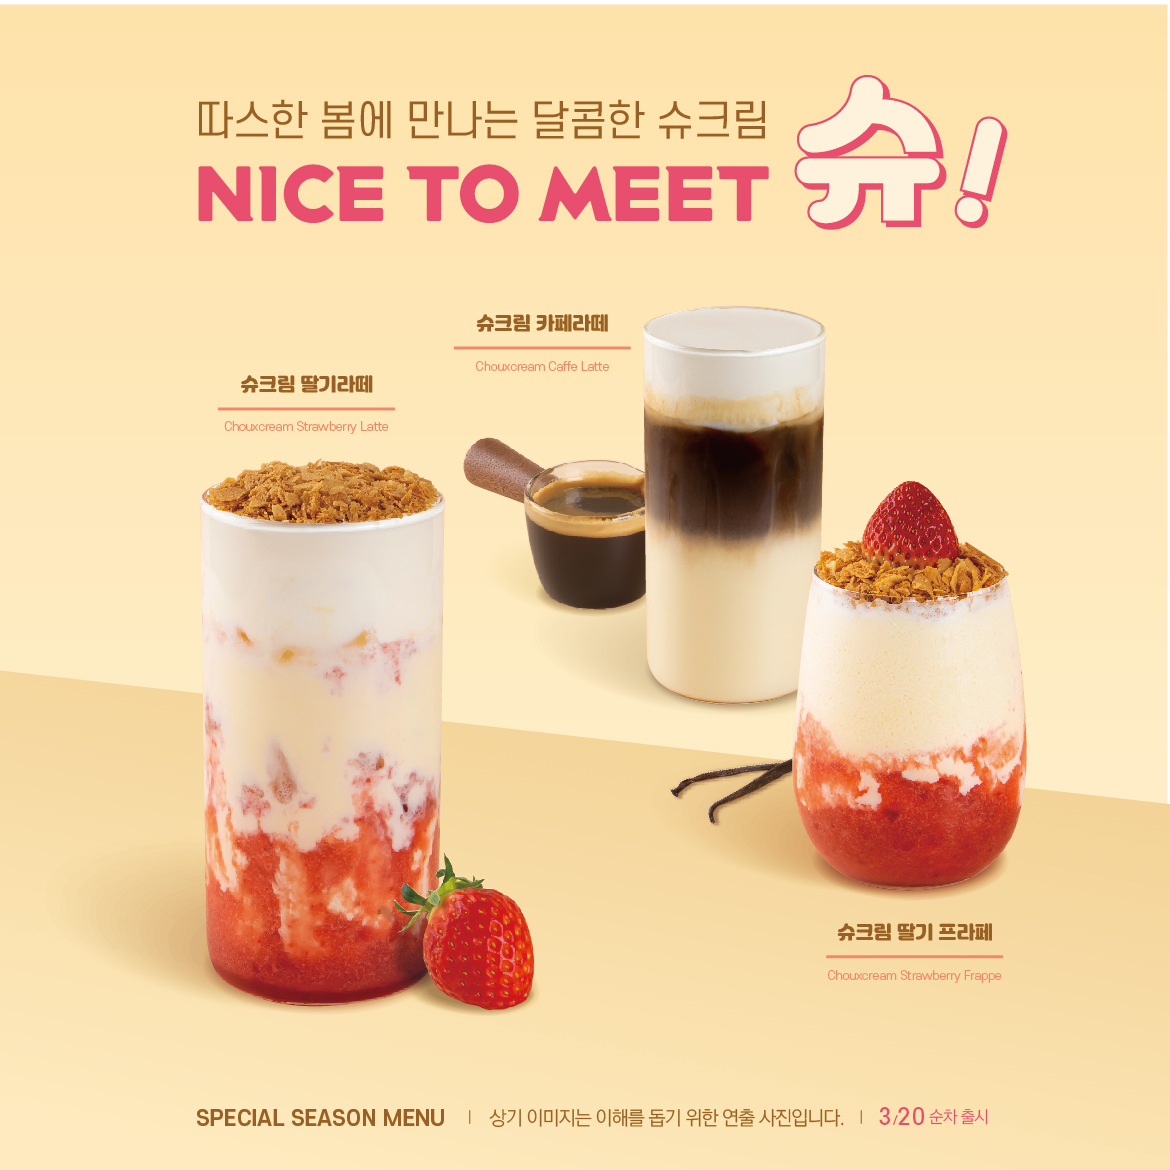 따스한 봄에 만나는 달콤한 슈크림
NICE TO MEET 슈!
슈크림 카페라떼
Chouxcream Caffe Latte
슈크림 딸기라떼
Chouxcream Strawberry Latte
슈크림 딸기 프라페
Chouxcream Strawberry Frappe
SPECIAL SEASON MENU | 상기 이미지는 이해를 돕기 위한 연출 사진입니다. | 3/20 순차 출시